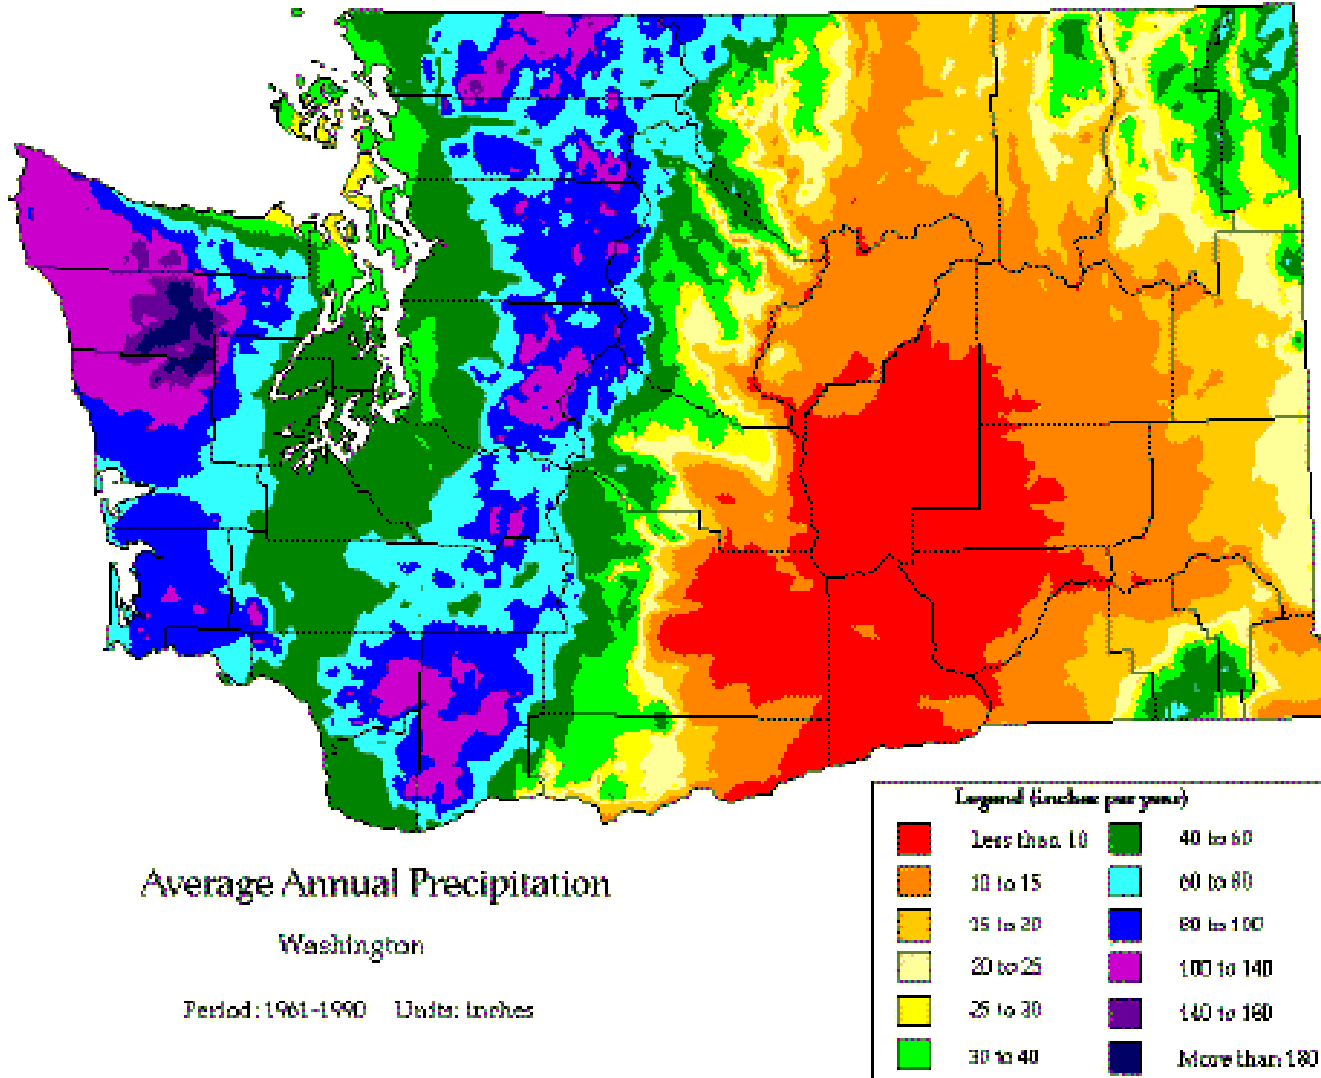 Average Annual Precipitation
Washington
Period: 1961-1990 Units: inches
Legend (inches per year)
Less than 10
10 to 15
15 to 20
20 to 25
25 to 30
30 to 40
40 to 60
60 to 80
80 to 100
100 to 140
140 to 180
More than 180